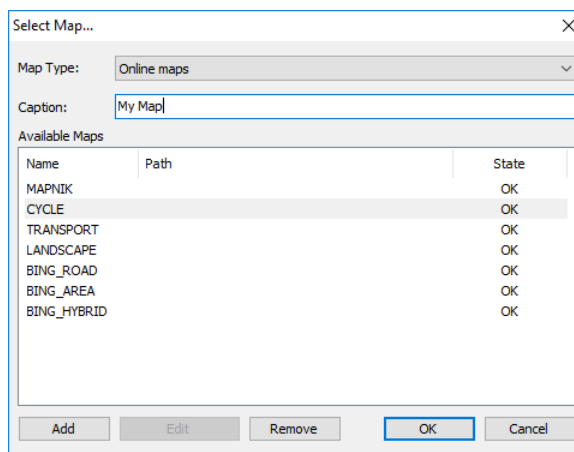 Select Map...
Map Type: Online maps
Caption: My Map
Available Maps
Name Path State
MAPNIK OK
CYCLE OK
TRANSPORT OK
LANDSCAPE OK
BING_ROAD OK
BING_AREA OK
BING_HYBRID OK
Add Edit Remove OK Cancel